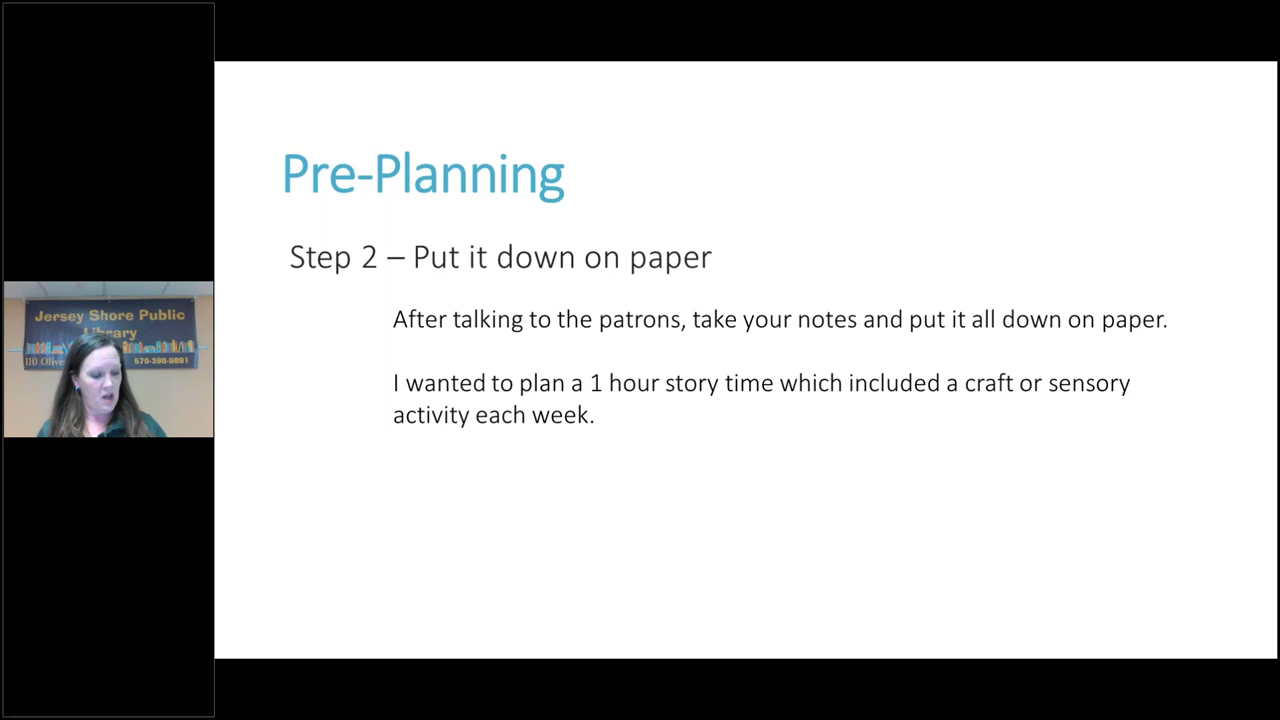 Pre-Planning
Step 2 – Put it down on paper
After talking to the patrons, take your notes and put it all down on paper.
I wanted to plan a 1 hour story time which included a craft or sensory
activity each week.
Jersey Shore Public
Library
110 Olive
570-398-9891